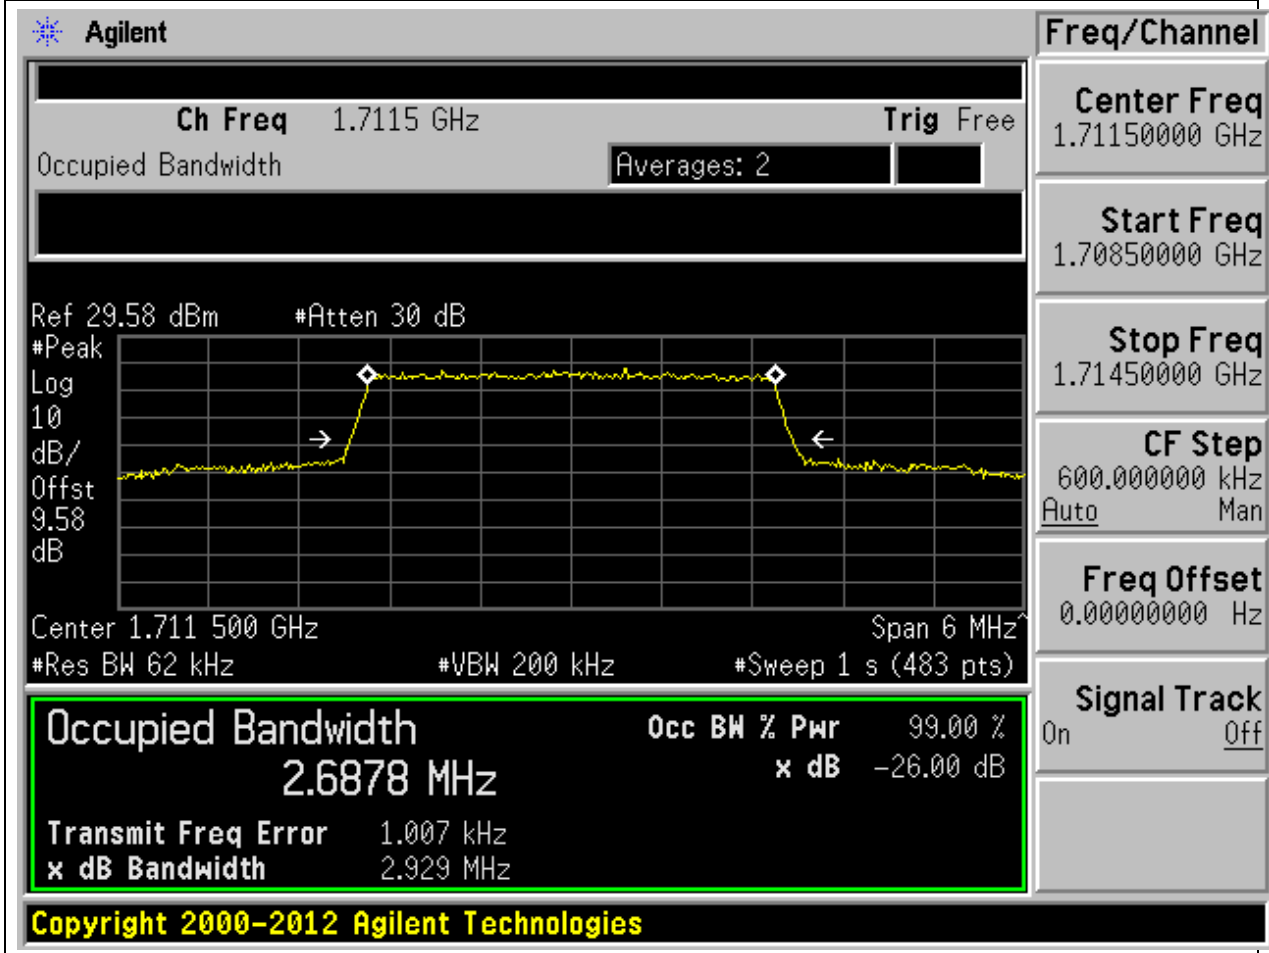 Agilent
Freq/Channel
Ch Freq 1.7115 GHz Trig Free
Occupied Bandwidth Averages: 2
Center Freq
1.71150000 GHz
Start Freq
1.70850000 GHz
Stop Freq
1.71450000 GHz
CF Step
600.000000 kHz
Auto Man
Freq Offset
0.00000000 Hz
Signal Track
On Off
Ref 29.58 dBm #Atten 30 dB
#Peak
Log
10
dB/
Offst
9.58
dB
Center 1.711 500 GHz Span 6 MHz^
#Res BW 62 kHz #VBW 200 kHz #Sweep 1 s (483 pts)
Occupied Bandwidth Occ BW % Pwr 99.00 %
2.6878 MHz x dB -26.00 dB
Transmit Freq Error 1.007 kHz
x dB Bandwidth 2.929 MHz
Copyright 2000-2012 Agilent Technologies